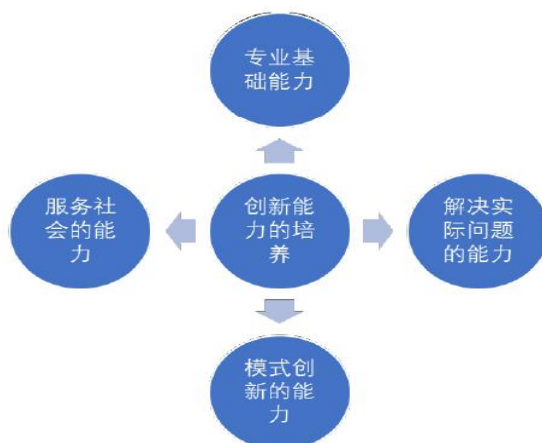 专业基
础能力
服务社
会的能
力
创新能
力的培
养
解决实
际问题
的能力
模式创
新的能
力